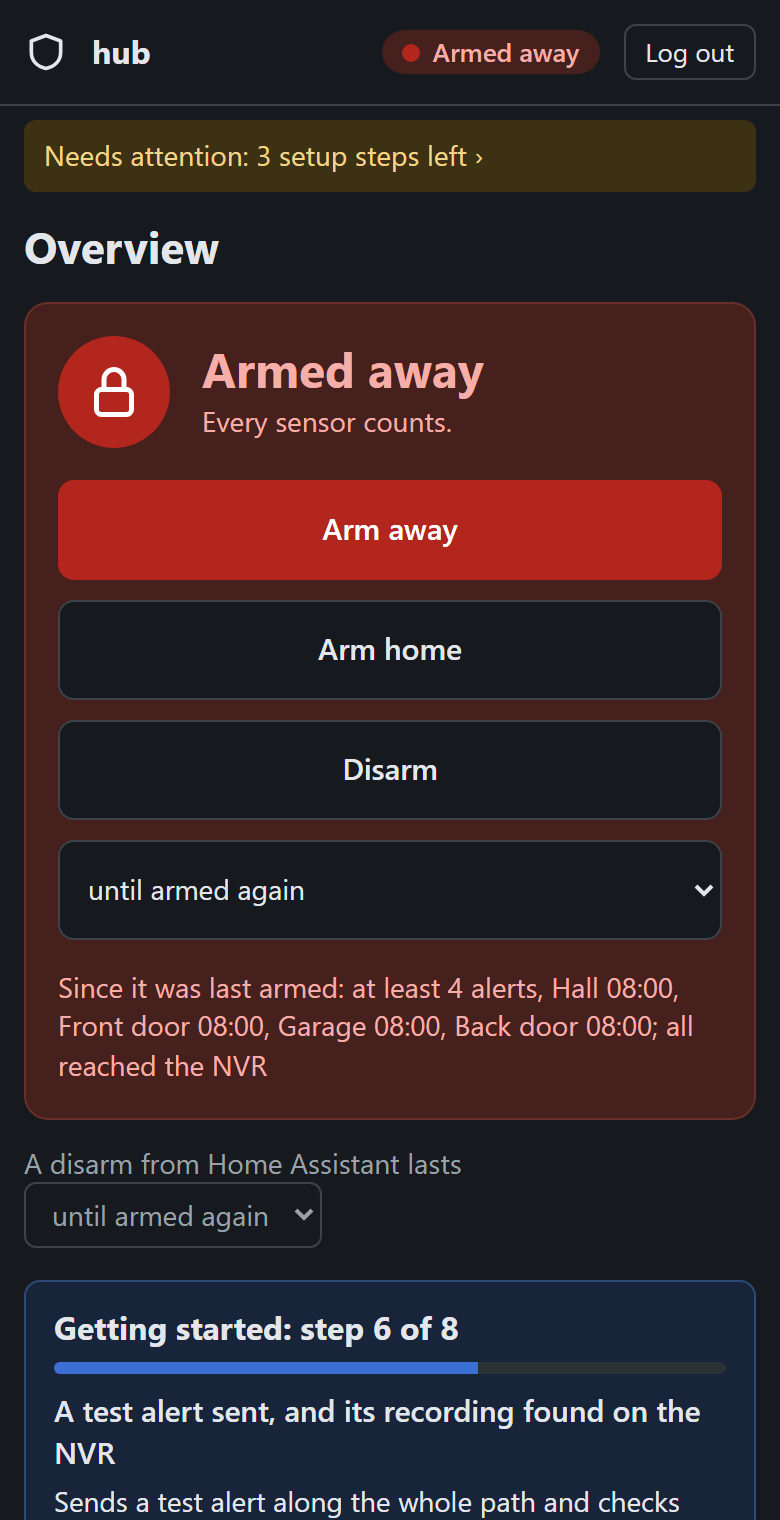 hub
Armed away
Log out
Needs attention: 3 setup steps left ›
Overview
Armed away
Every sensor counts.
Arm away
Arm home
Disarm
until armed again
Since it was last armed: at least 4 alerts, Hall 08:00,
Front door 08:00, Garage 08:00, Back door 08:00; all
reached the NVR
A disarm from Home Assistant lasts
until armed again
Getting started: step 6 of 8
A test alert sent, and its recording found on the
NVR
Sends a test alert along the whole path and checks